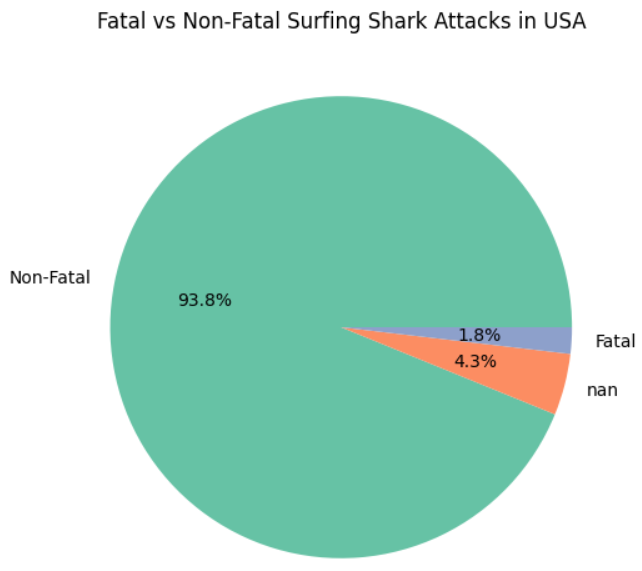 Fatal vs Non-Fatal Surfing Shark Attacks in USA
Non-Fatal
93.8%
1.8%
Fatal
4.3%
nan